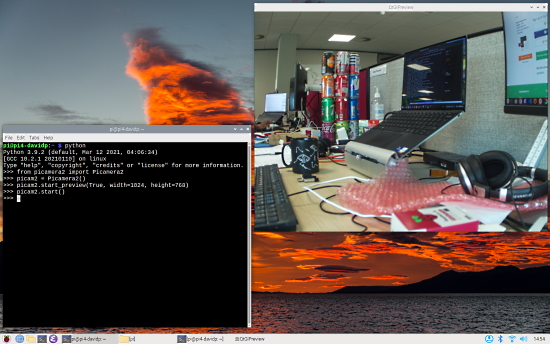 QtGlPreview
pi@pi4-davidp: ~
File Edit Tabs Help
pi@pi4-davidp:~ $ python
Python 3.9.2 (default, Mar 12 2021, 04:06:34)
[GCC 10.2.1 20210110] on linux
Type "help", "copyright", "credits" or "license" for more information.
>>> from picamera2 import Picamera2
>>> picam2 = Picamera2()
>>> picam2.start_preview(True, width=1024, height=768)
>>> picam2.start()
>>>
pi@pi4-davidp: ~
[pi]
[pi@pi4-davidp: ~]
QtGlPreview
14:54